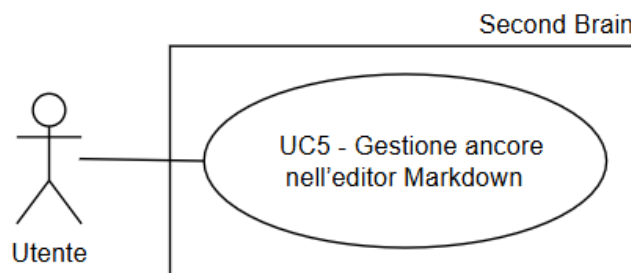 Second Brain
UC5 - Gestione ancore
nell'editor Markdown
Utente